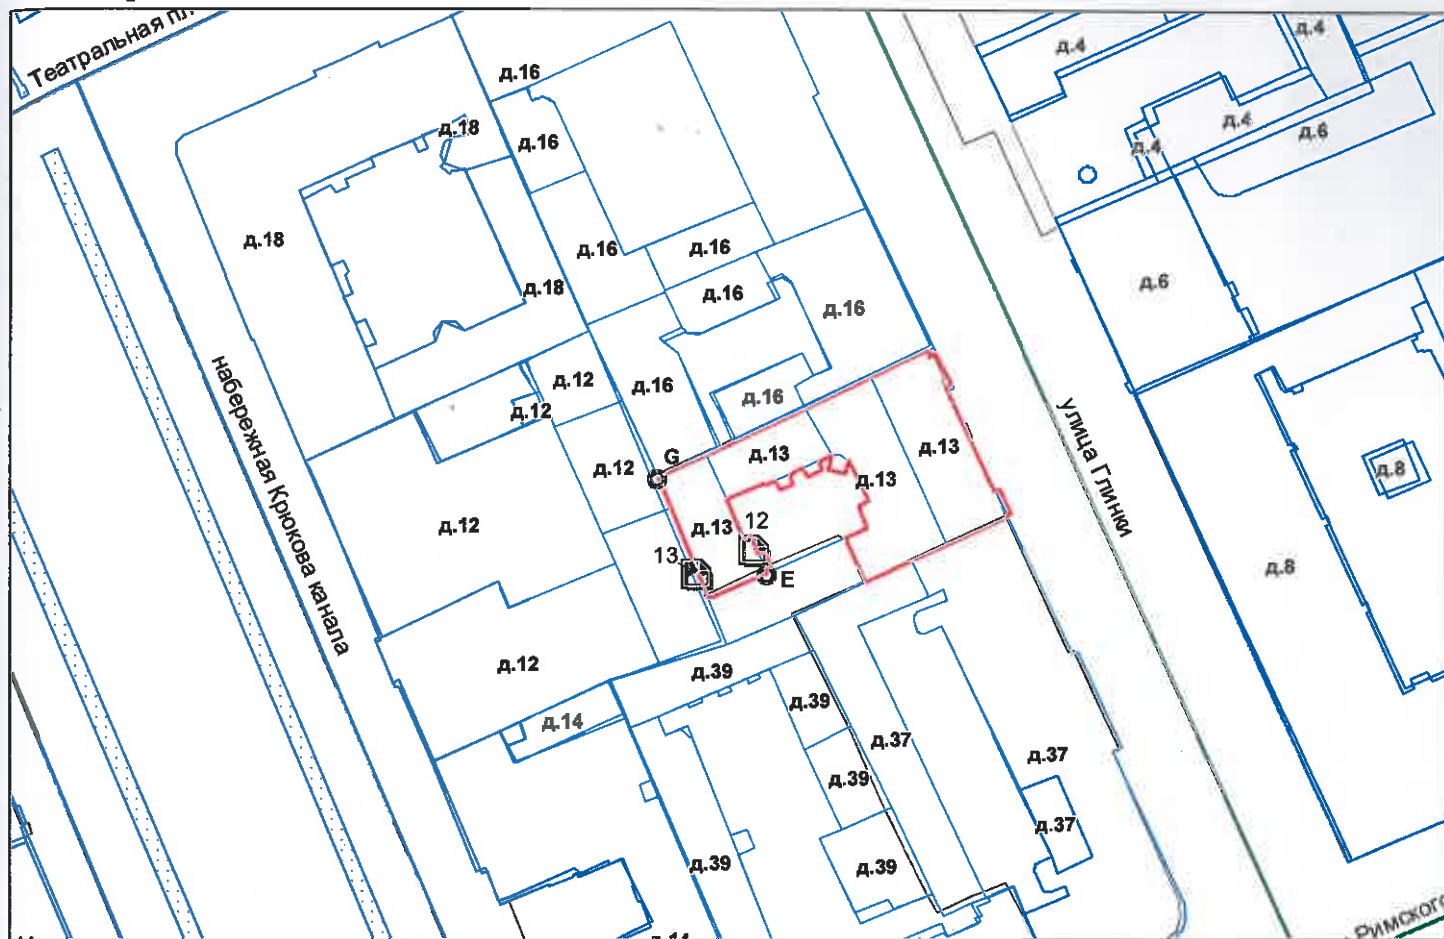 Театральная пл
д.16
д.4
д.4
д.18
д.16
д.4
д.6
д.4
д.18
д.16
д.16
д.6
д.18
д.16
д.16
набережная Крюкова канала
д.12
д.16
д.16
д.12
улица Глинки
G
д.13
д.13
д.12
д.13
д.8
д.12
д.13
12
13
E
д.8
д.12
д.39
д.39
д.14
д.37
д.37
д.39
д.37
д.39
д.39
Римского
д.14